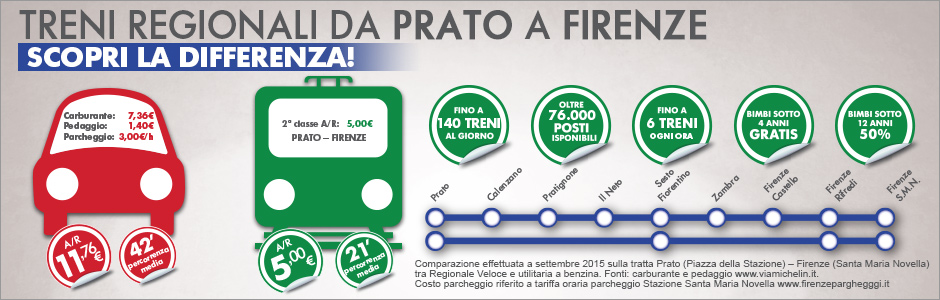 TRENI REGIONALI DA PRATO A FIRENZE
SCOPRI LA DIFFERENZA!
Carburante: 7,36€
Pedaggio: 1,40€
Parcheggio: 3,00€/h
A/R
11,76€
42'
percorrenza
media
2ª classe A/R: 5,00€
PRATO – FIRENZE
A/R
5,00€
21'
percorrenza
media
FINO A
140 TRENI
AL GIORNO
OLTRE
76.000
POSTI
ISPONIBILI
FINO A
6 TRENI
OGNI ORA
BIMBI SOTTO
4 ANNI
GRATIS
BIMBI SOTTO
12 ANNI
50%
Prato
Calenzano
Pratignone
Il Neto
Sesto
Fiorentino
Zambra
Firenze
Castello
Firenze
Rifredi
Firenze
S.M.N.
Comparazione effettuata a settembre 2015 sulla tratta Prato (Piazza della Stazione) – Firenze (Santa Maria Novella)
tra Regionale Veloce e utilitaria a benzina. Fonti: carburante e pedaggio www.viamichelin.it.
Costo parcheggio riferito a tariffa oraria parcheggio Stazione Santa Maria Novella www.firenzepargheggi.it